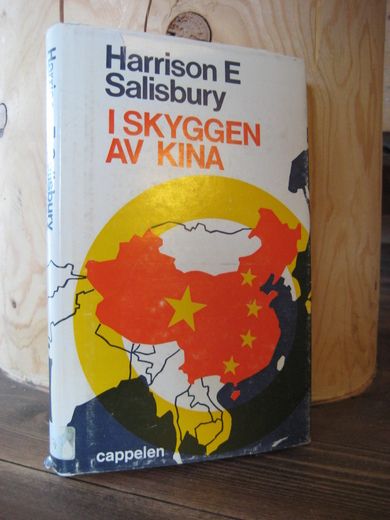 Harrison E
Salisbury
I SKYGGEN
AV KINA
cappelen